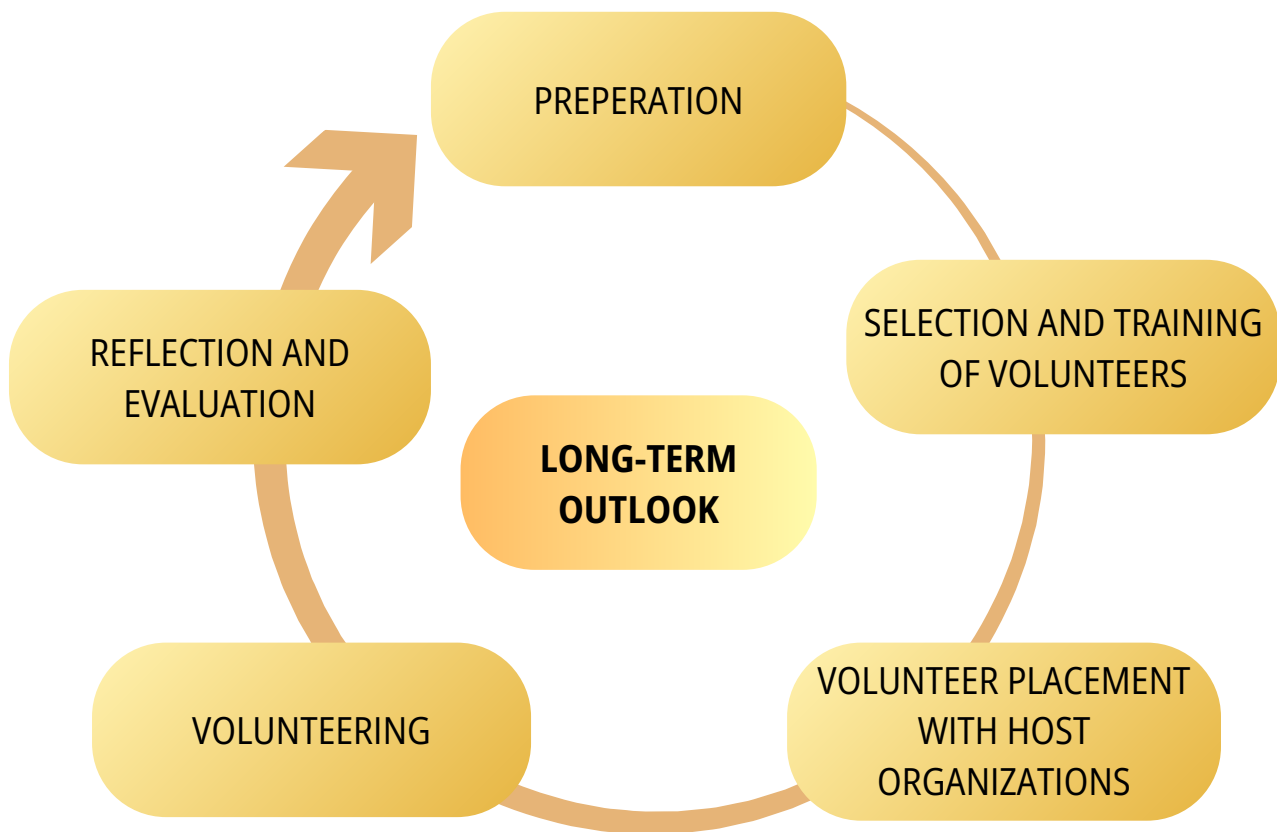 PREPERATION
SELECTION AND TRAINING
OF VOLUNTEERS
VOLUNTEER PLACEMENT
WITH HOST
ORGANIZATIONS
VOLUNTEERING
REFLECTION AND
EVALUATION
LONG-TERM
OUTLOOK